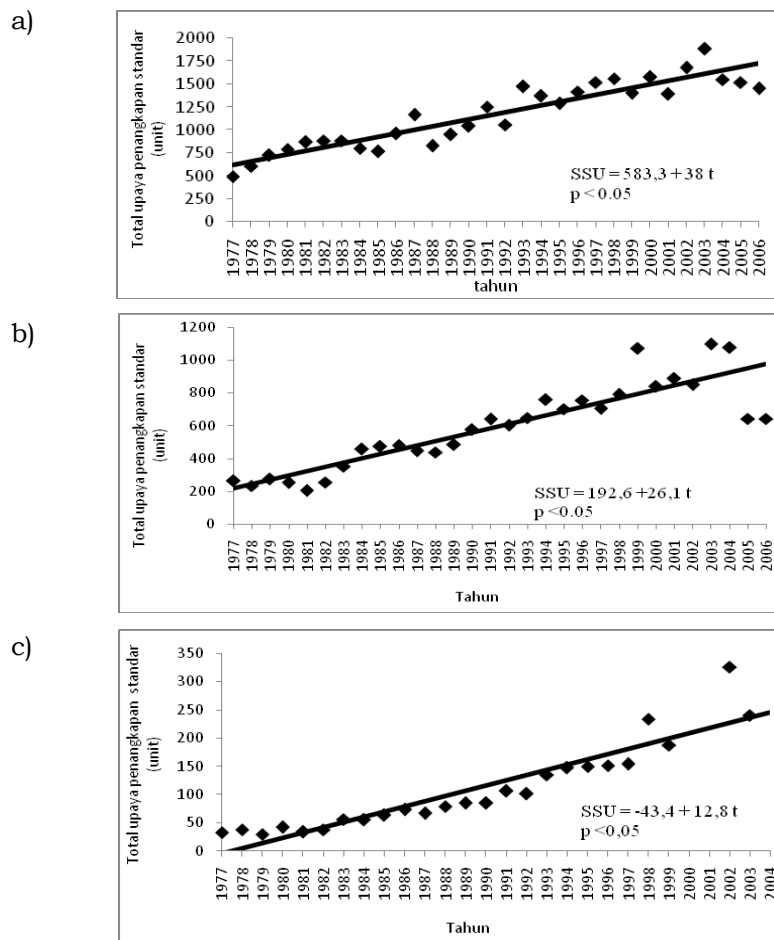 a)
Total upaya penangkapan standar
(unit)
2000
1750
1500
1250
1000
750
500
250
0
SSU = 583,3 + 38 t
p <0.05
1977 1978 1979 1980 1981 1982 1983 1984 1985 1986 1987 1988 1989 1990 1991 1992 1993 1994 1995 1996 1997 1998 1999 2000 2001 2002 2003 2004 2005 2006
tahun
b)
Total upaya penangkapan standar
(unit)
1200
1000
800
600
400
200
0
SSU = 192,6 +26,1 t
p <0.05
1977 1978 1979 1980 1981 1982 1983 1984 1985 1986 1987 1988 1989 1990 1991 1992 1993 1994 1995 1996 1997 1998 1999 2000 2001 2002 2003 2004 2005 2006
Tahun
c)
Total upaya penangkapan standar
(unit)
350
300
250
200
150
100
50
0
SSU = -43,4 + 12,8 t
p <0,05
1977 1978 1979 1980 1981 1982 1983 1984 1985 1986 1987 1988 1989 1990 1991 1992 1993 1994 1995 1996 1997 1998 1999 2000 2001 2002 2003 2004
Tahun